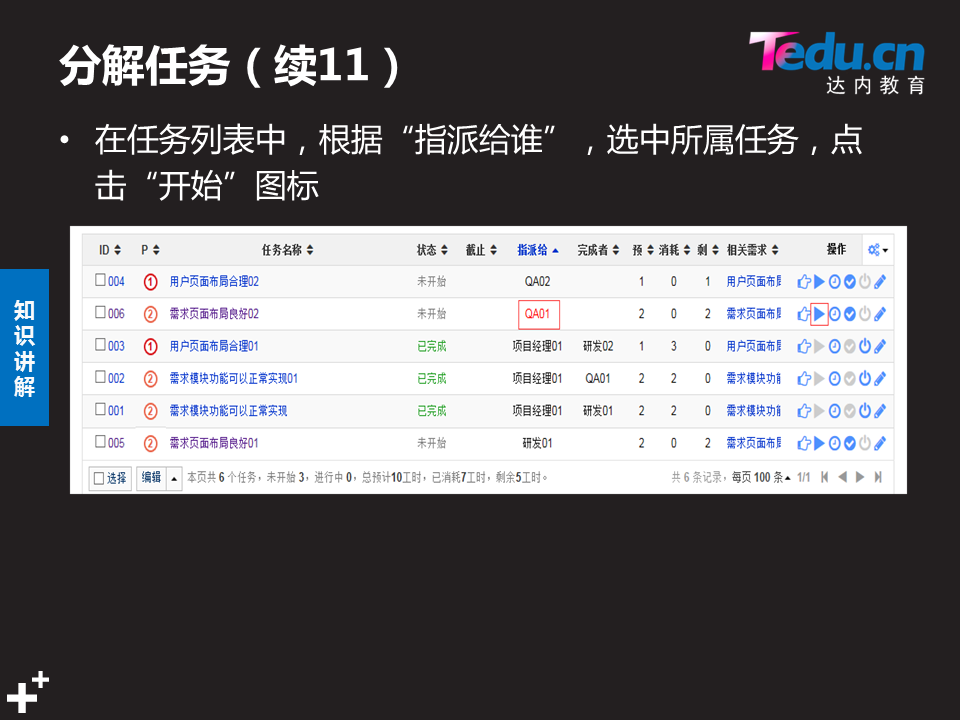 分解任务（续11）
Tedu.cn
达内教育
• 在任务列表中，根据“指派给谁”，选中所属任务，点
击“开始”图标
知识讲解
ID P 任务名称 状态 截止 指派给 完成者 预 消耗 剩 相关需求 操作
004 1 用户页面布局合理02 未开始 QA02 1 0 1 用户页面布局
006 2 需求页面布局良好02 未开始 QA01 2 0 2 需求页面布局
003 1 用户页面布局合理01 已完成 项目经理01 研发02 1 3 0 用户页面布局
002 2 需求模块功能可以正常实现01 已完成 项目经理01 QA01 2 2 0 需求模块功能
001 2 需求模块功能可以正常实现 已完成 项目经理01 研发01 2 2 0 需求模块功能
005 2 需求页面布局良好01 未开始 研发01 2 0 2 需求页面布局
选择 编辑 本页共 6 个任务，未开始 3，进行中 0，总预计10工时，已消耗7工时，剩余5工时。 共 6 条记录，每页 100 条 1/1